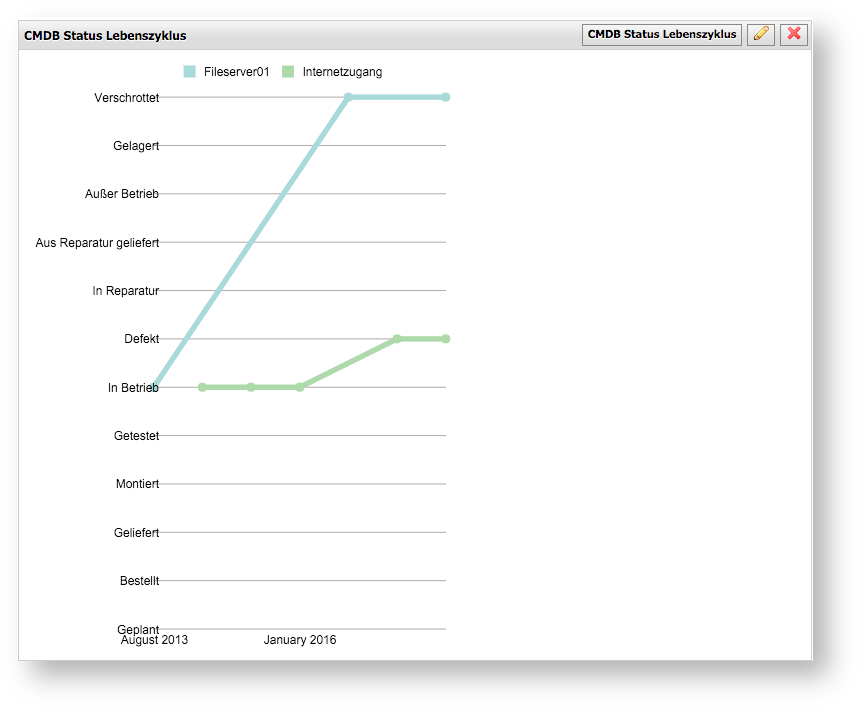 CMDB Status Lebenszyklus
CMDB Status Lebenszyklus
Fileserver01 Internetzugang
Verschrottet
Gelagert
Außer Betrieb
Aus Reparatur geliefert
In Reparatur
Defekt
In Betrieb
Getestet
Montiert
Geliefert
Bestellt
Geplant
August 2013 January 2016